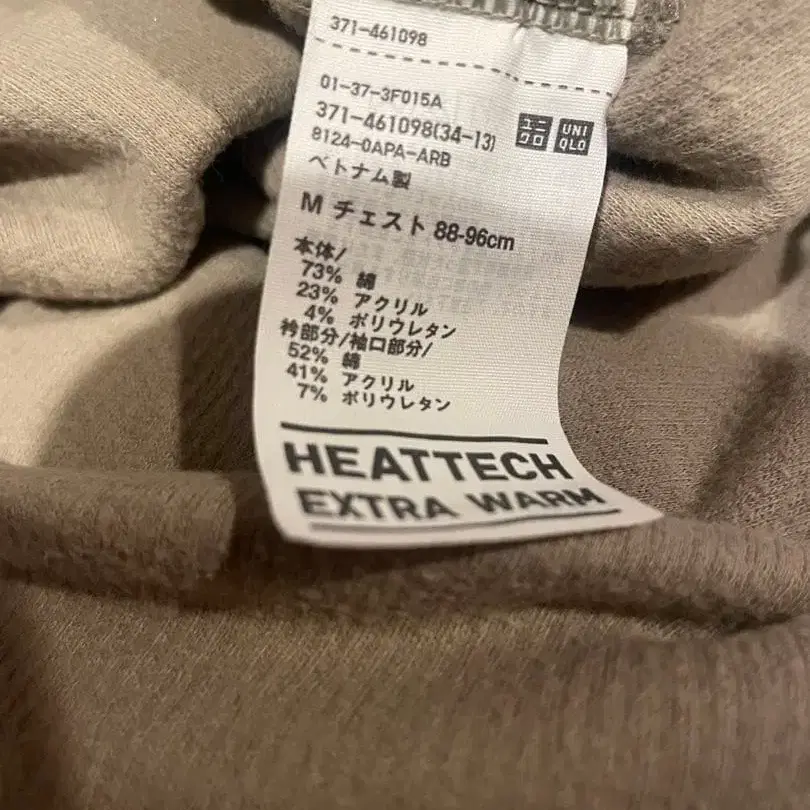 371-461098
01-37-3F015A
371-461098(34-13)
8124-0APA-ARB
ベトナム製
ユニクロ
UNIQLO
M チェスト 88-96cm
本体/
73% 綿
23% アクリル
4% ポリウレタン
衿部分/袖口部分/
52% 綿
41% アクリル
7% ポリウレタン
HEATTECH
EXTRA WARM